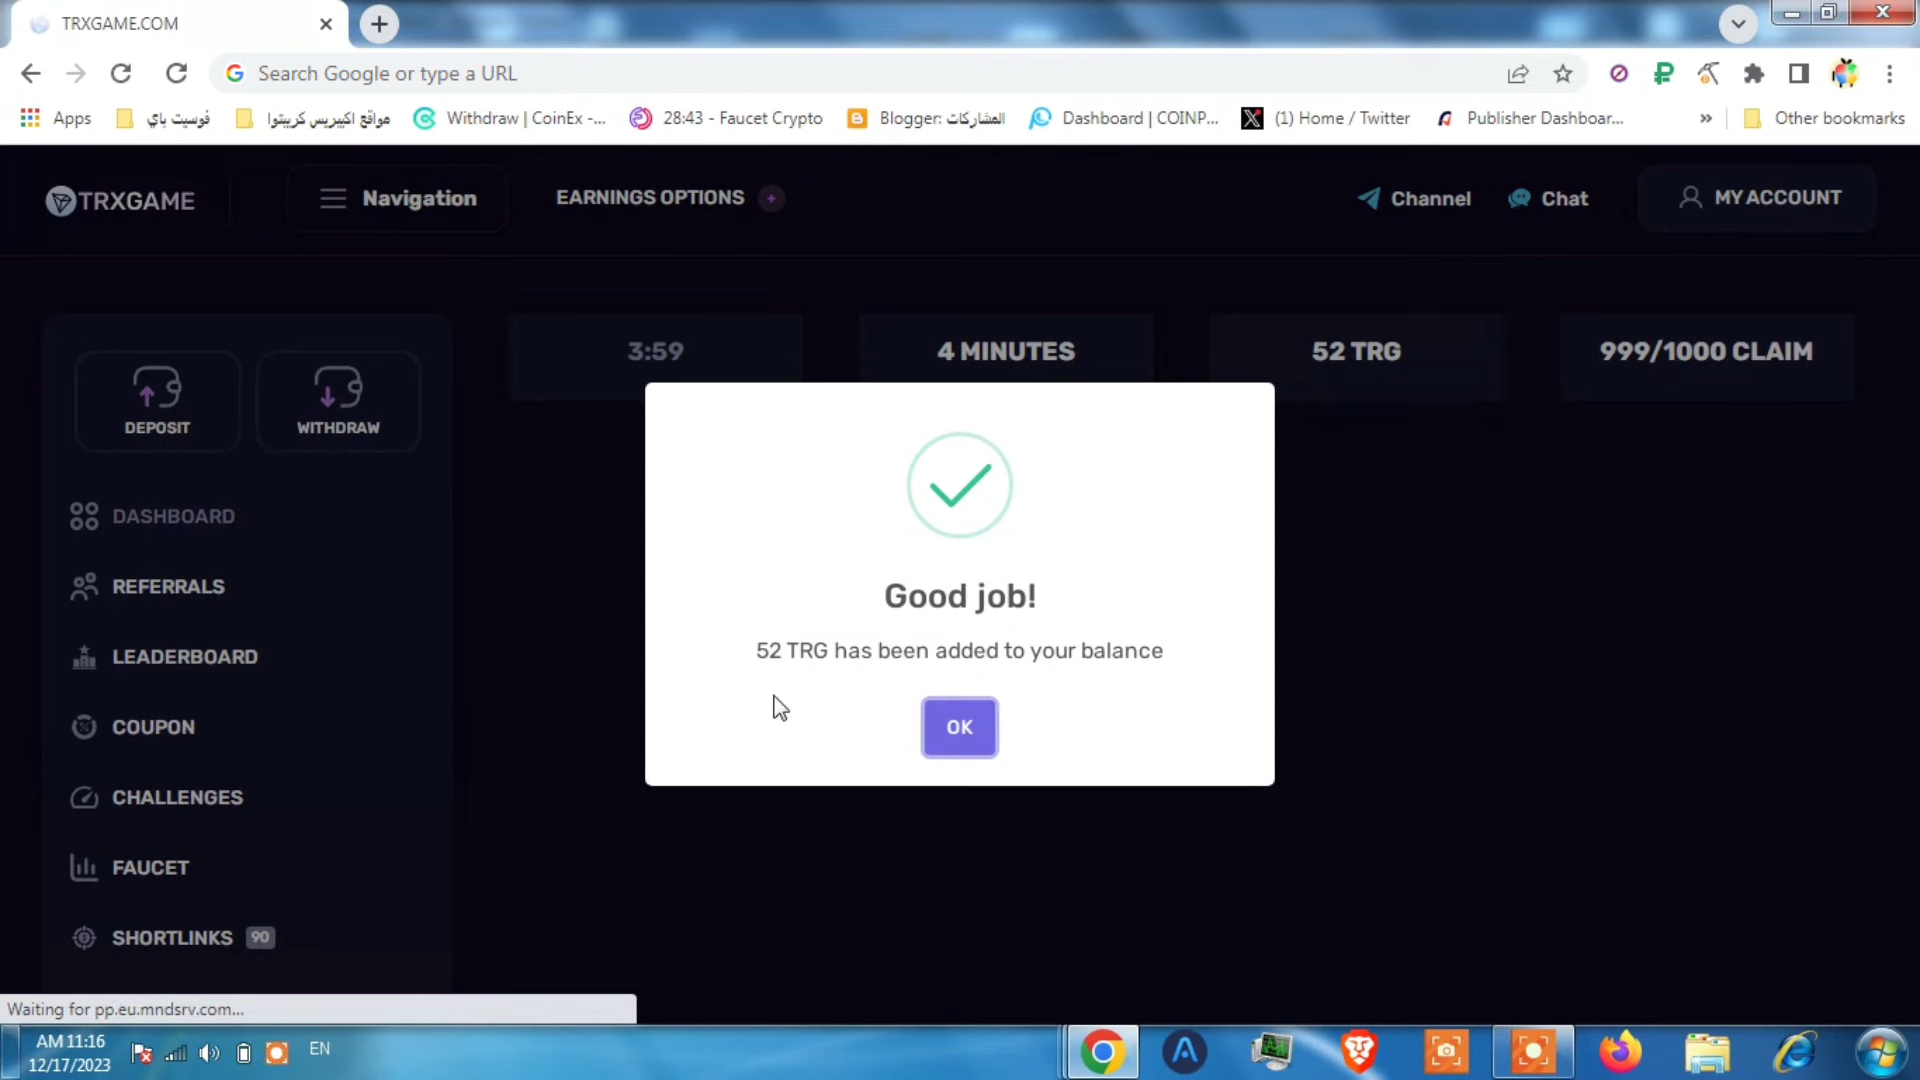 TRXGAME.COM
Search Google or type a URL
Apps
فوسيت باي
مواقع اكبيريس كريبتوا
Withdraw | CoinEx -...
28:43 - Faucet Crypto
Blogger: المشاركات
Dashboard | COINP...
(1) Home / Twitter
Publisher Dashboar...
»
Other bookmarks
TRXGAME
Navigation
EARNINGS OPTIONS +
Channel
Chat
MY ACCOUNT
3:59
4 MINUTES
52 TRG
999/1000 CLAIM
DEPOSIT
WITHDRAW
DASHBOARD
REFERRALS
LEADERBOARD
COUPON
CHALLENGES
FAUCET
SHORTLINKS 90
Good job!
52 TRG has been added to your balance
OK
Waiting for pp.eu.mndsrv.com...
AM 11:16
12/17/2023
EN